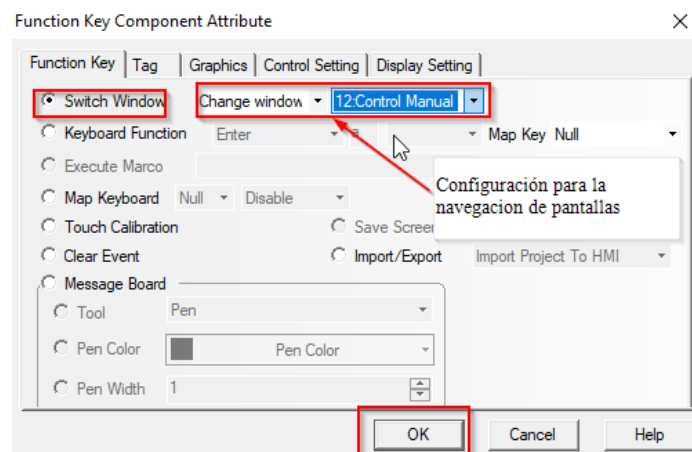 Function Key Component Attribute
Function Key Tag Graphics Control Setting Display Setting
Switch Window Change window 12:Control Manual
Keyboard Function Enter a Map Key Null
Execute Marco
Map Keyboard Null Disable
Configuración para la
navegacion de pantallas
Touch Calibration Save Screen
Clear Event Import/Export Import Project To HMI
Message Board
Tool Pen
Pen Color Pen Color
Pen Width 1
OK Cancel Help